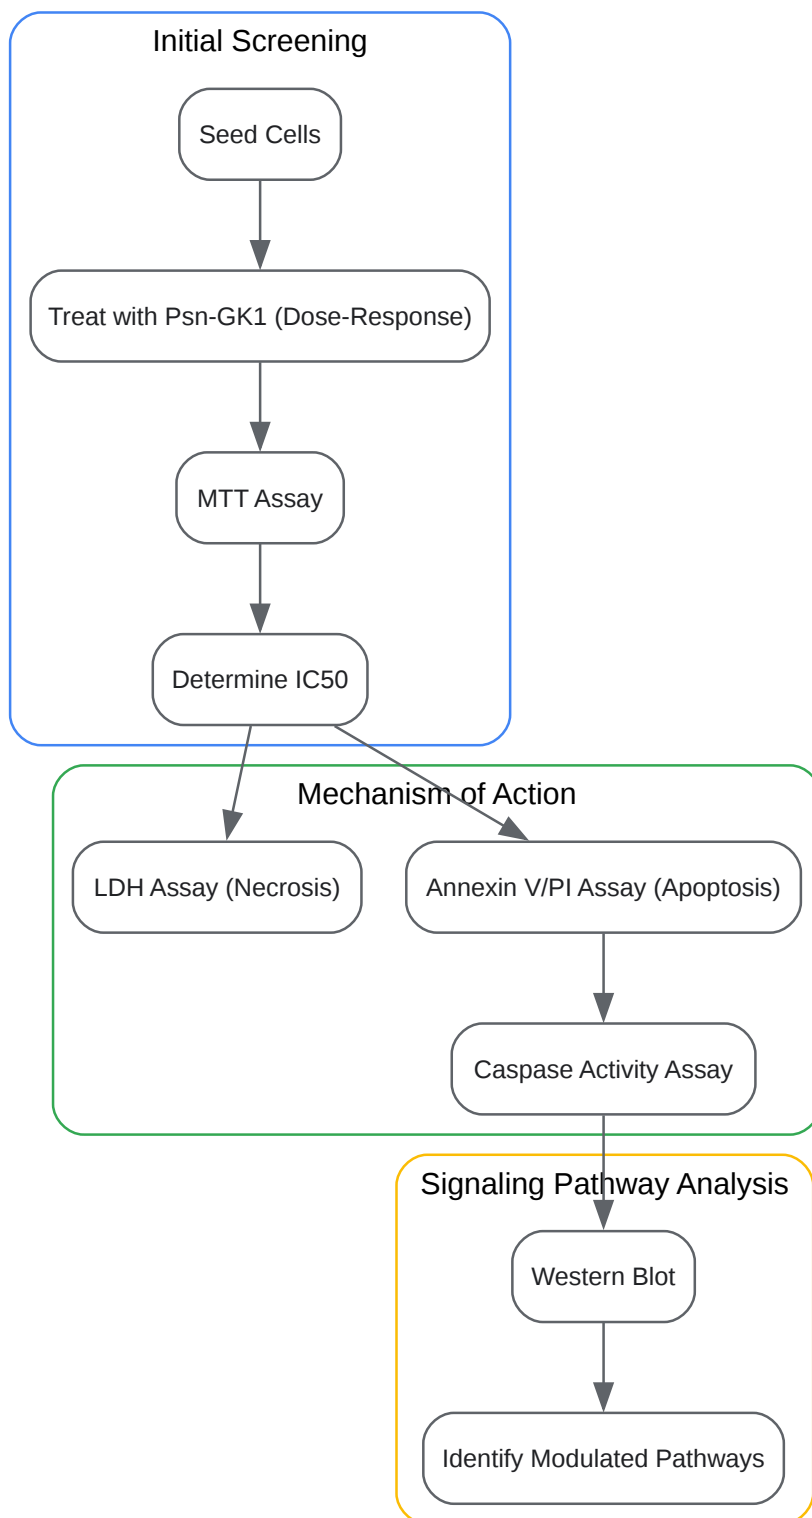 Initial Screening
Seed Cells
Treat with Psn-GK1 (Dose-Response)
MTT Assay
Determine IC50
Mechanism of Action
LDH Assay (Necrosis)
Annexin V/PI Assay (Apoptosis)
Caspase Activity Assay
Signaling Pathway Analysis
Western Blot
Identify Modulated Pathways